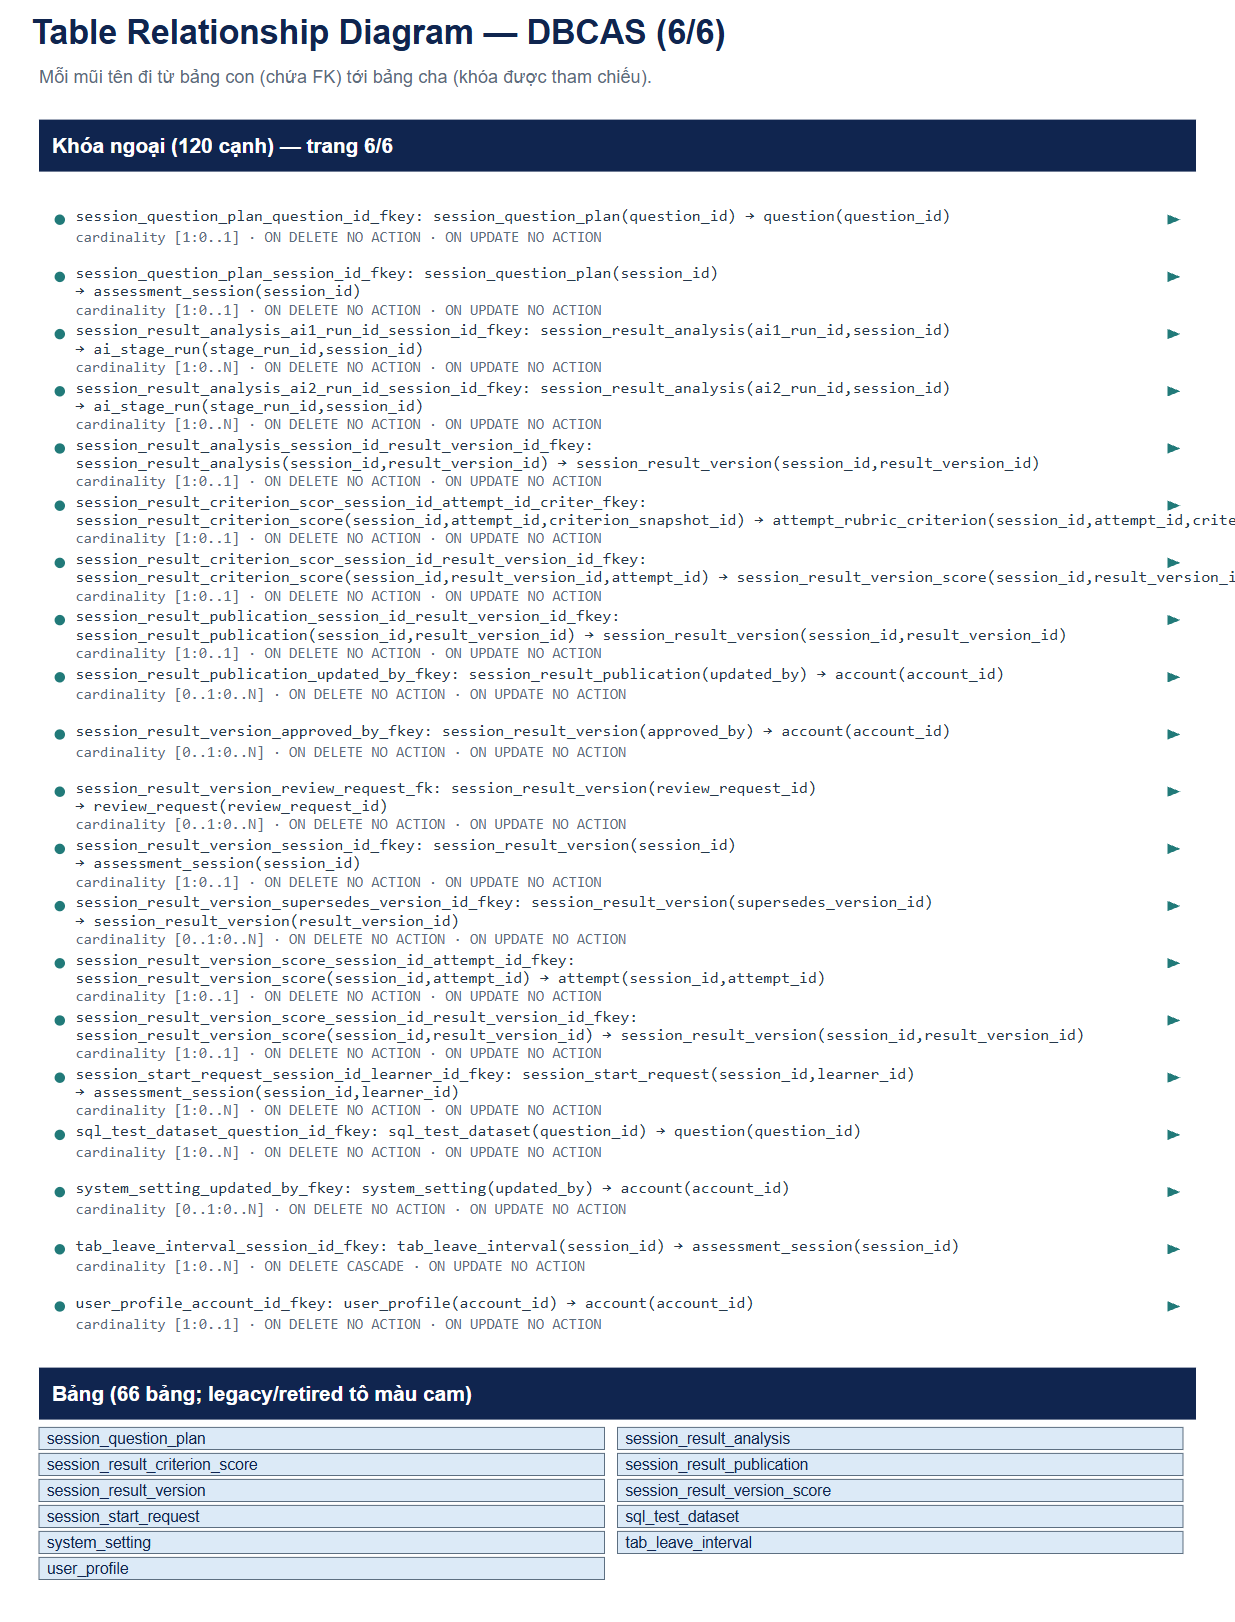 Table Relationship Diagram — DBCAS (6/6)
Mỗi mũi tên đi từ bảng con (chứa FK) tới bảng cha (khóa được tham chiếu).
Khóa ngoại (120 cạnh) — trang 6/6
session_question_plan_question_id_fkey: session_question_plan(question_id) → question(question_id)
cardinality [1:0..1] · ON DELETE NO ACTION · ON UPDATE NO ACTION
session_question_plan_session_id_fkey: session_question_plan(session_id)
→ assessment_session(session_id)
cardinality [1:0..1] · ON DELETE NO ACTION · ON UPDATE NO ACTION
session_result_analysis_ai1_run_id_session_id_fkey: session_result_analysis(ai1_run_id,session_id)
→ ai_stage_run(stage_run_id,session_id)
cardinality [1:0..N] · ON DELETE NO ACTION · ON UPDATE NO ACTION
session_result_analysis_ai2_run_id_session_id_fkey: session_result_analysis(ai2_run_id,session_id)
→ ai_stage_run(stage_run_id,session_id)
cardinality [1:0..N] · ON DELETE NO ACTION · ON UPDATE NO ACTION
session_result_analysis_session_id_result_version_id_fkey:
session_result_analysis(session_id,result_version_id) → session_result_version(session_id,result_version_id)
cardinality [1:0..1] · ON DELETE NO ACTION · ON UPDATE NO ACTION
session_result_criterion_scor_session_id_attempt_id_criter_fkey:
session_result_criterion_score(session_id,attempt_id,criterion_snapshot_id) → attempt_rubric_criterion(session_id,attempt_id,crite
cardinality [1:0..1] · ON DELETE NO ACTION · ON UPDATE NO ACTION
session_result_criterion_scor_session_id_result_version_id_fkey:
session_result_criterion_score(session_id,result_version_id,attempt_id) → session_result_version_score(session_id,result_version_i
cardinality [1:0..1] · ON DELETE NO ACTION · ON UPDATE NO ACTION
session_result_publication_session_id_result_version_id_fkey:
session_result_publication(session_id,result_version_id) → session_result_version(session_id,result_version_id)
cardinality [1:0..1] · ON DELETE NO ACTION · ON UPDATE NO ACTION
session_result_publication_updated_by_fkey: session_result_publication(updated_by) → account(account_id)
cardinality [0..1:0..N] · ON DELETE NO ACTION · ON UPDATE NO ACTION
session_result_version_approved_by_fkey: session_result_version(approved_by) → account(account_id)
cardinality [0..1:0..N] · ON DELETE NO ACTION · ON UPDATE NO ACTION
session_result_version_review_request_fk: session_result_version(review_request_id)
→ review_request(review_request_id)
cardinality [0..1:0..N] · ON DELETE NO ACTION · ON UPDATE NO ACTION
session_result_version_session_id_fkey: session_result_version(session_id)
→ assessment_session(session_id)
cardinality [1:0..1] · ON DELETE NO ACTION · ON UPDATE NO ACTION
session_result_version_supersedes_version_id_fkey: session_result_version(supersedes_version_id)
→ session_result_version(result_version_id)
cardinality [0..1:0..N] · ON DELETE NO ACTION · ON UPDATE NO ACTION
session_result_version_score_session_id_attempt_id_fkey:
session_result_version_score(session_id,attempt_id) → attempt(session_id,attempt_id)
cardinality [1:0..1] · ON DELETE NO ACTION · ON UPDATE NO ACTION
session_result_version_score_session_id_result_version_id_fkey:
session_result_version_score(session_id,result_version_id) → session_result_version(session_id,result_version_id)
cardinality [1:0..1] · ON DELETE NO ACTION · ON UPDATE NO ACTION
session_start_request_session_id_learner_id_fkey: session_start_request(session_id,learner_id)
→ assessment_session(session_id,learner_id)
cardinality [1:0..N] · ON DELETE NO ACTION · ON UPDATE NO ACTION
sql_test_dataset_question_id_fkey: sql_test_dataset(question_id) → question(question_id)
cardinality [1:0..N] · ON DELETE NO ACTION · ON UPDATE NO ACTION
system_setting_updated_by_fkey: system_setting(updated_by) → account(account_id)
cardinality [0..1:0..N] · ON DELETE NO ACTION · ON UPDATE NO ACTION
tab_leave_interval_session_id_fkey: tab_leave_interval(session_id) → assessment_session(session_id)
cardinality [1:0..N] · ON DELETE CASCADE · ON UPDATE NO ACTION
user_profile_account_id_fkey: user_profile(account_id) → account(account_id)
cardinality [1:0..1] · ON DELETE NO ACTION · ON UPDATE NO ACTION
Bảng (66 bảng; legacy/retired tô màu cam)
session_question_plan
session_result_analysis
session_result_criterion_score
session_result_publication
session_result_version
session_result_version_score
session_start_request
sql_test_dataset
system_setting
tab_leave_interval
user_profile